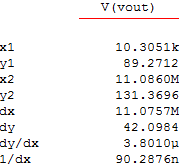 V(vout)
x1 10.3051k
y1 89.2712
x2 11.0860M
y2 131.3696
dx 11.0757M
dy 42.0984
dy/dx 3.8010µ
1/dx 90.2876n